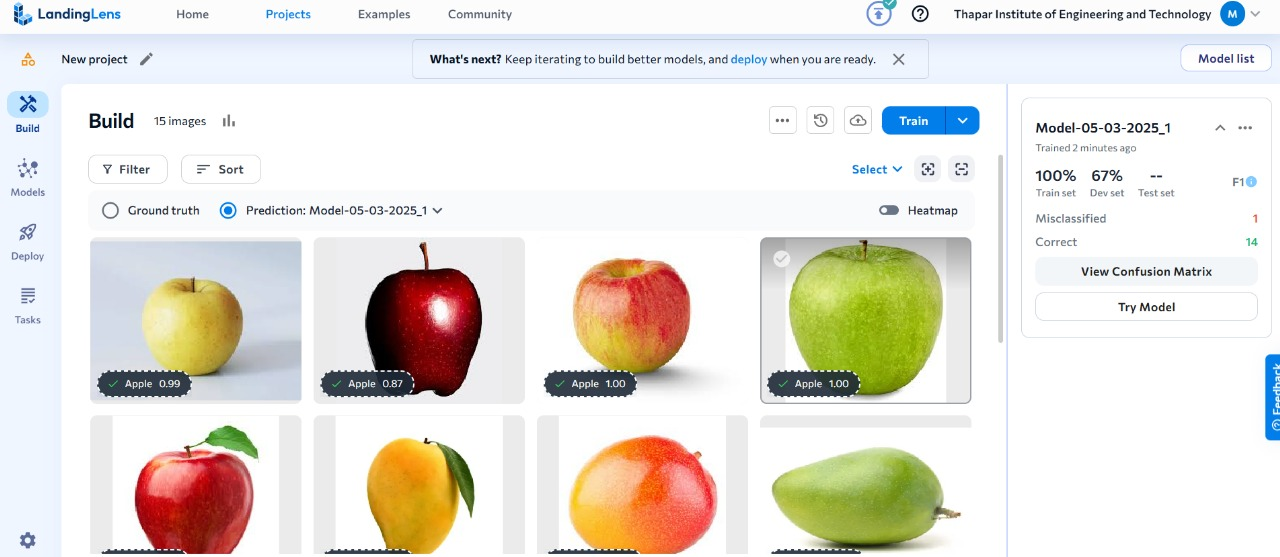 LandingLens
Home
Projects
Examples
Community
Thapar Institute of Engineering and Technology
M
New project
What's next? Keep iterating to build better models, and deploy when you are ready.
Model list
Build
Models
Deploy
Tasks
Build
15 images
Train
Filter
Sort
Select
Ground truth
Prediction: Model-05-03-2025_1
Heatmap
Apple 0.99
Apple 0.87
Apple 1.00
Apple 1.00
Model-05-03-2025_1
Trained 2 minutes ago
100% 67% --
Train set Dev set Test set
F1
Misclassified 1
Correct 14
View Confusion Matrix
Try Model
Feedback